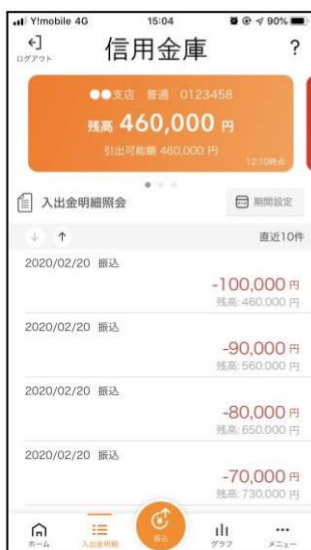 Y!mobile 4G 15:04 90%
ログアウト 信用金庫 ?
●●支店 普通 0123458
残高 460,000 円
引出可能額 460,000 円
12:10時点
入出金明細照会 期間設定
↓ ↑ 直近10件
2020/02/20 振込
-100,000 円
残高:460,000 円
2020/02/20 振込
-90,000 円
残高:560,000 円
2020/02/20 振込
-80,000 円
残高:650,000 円
2020/02/20 振込
-70,000 円
残高:730,000 円
ホーム 入出金明細 振込 グラフ メニュー